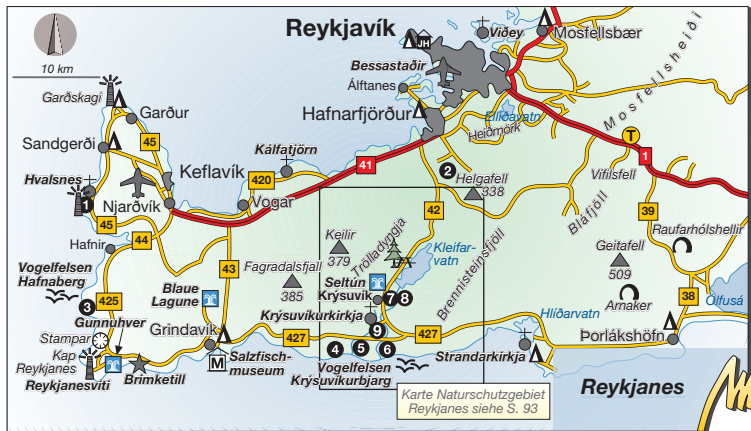 Reykjavík
JH
Viðey
Mosfellsbær
10 km
Bessastaðir
Garðskagi
Álftanes
Mosfellsheiði
Garður
Hafnarfjörður
Elliðavatn
Sandgerði
45
Heiðmörk
T
Keflavík
Kálfatjörn
41
1
Hvalsnes
2
Vífilsfell
1
420
Helgafell
338
Njarðvík
Vogar
42
Bláfjöll
39
45
44
Raufarhólshellir
Hafnir
Keilir
379
Trölladyngja
Kleifar-
vatn
Geitafell
509
43
Fagradalsfjall
385
Brennisteinsfjöll
Vogelfelsen
Hafnaberg
Seltún
Krýsuvík
Arnaker
38
Ölfusá
3
425
Blaue
Lagune
7
8
Hlíðarvatn
Gunnuhver
Krýsuvíkurkirkja
9
427
Stampar
Grindavík
427
Þorlákshöfn
Kap
Reykjanes
4
5
6
Strandarkirkja
Reykjanesviti
Brimketill
M
Salzfisch-
museum
Vogelfelsen
Krýsuvíkurbjarg
Reykjanes
Karte Naturschutzgebiet
Reykjanes siehe S. 93